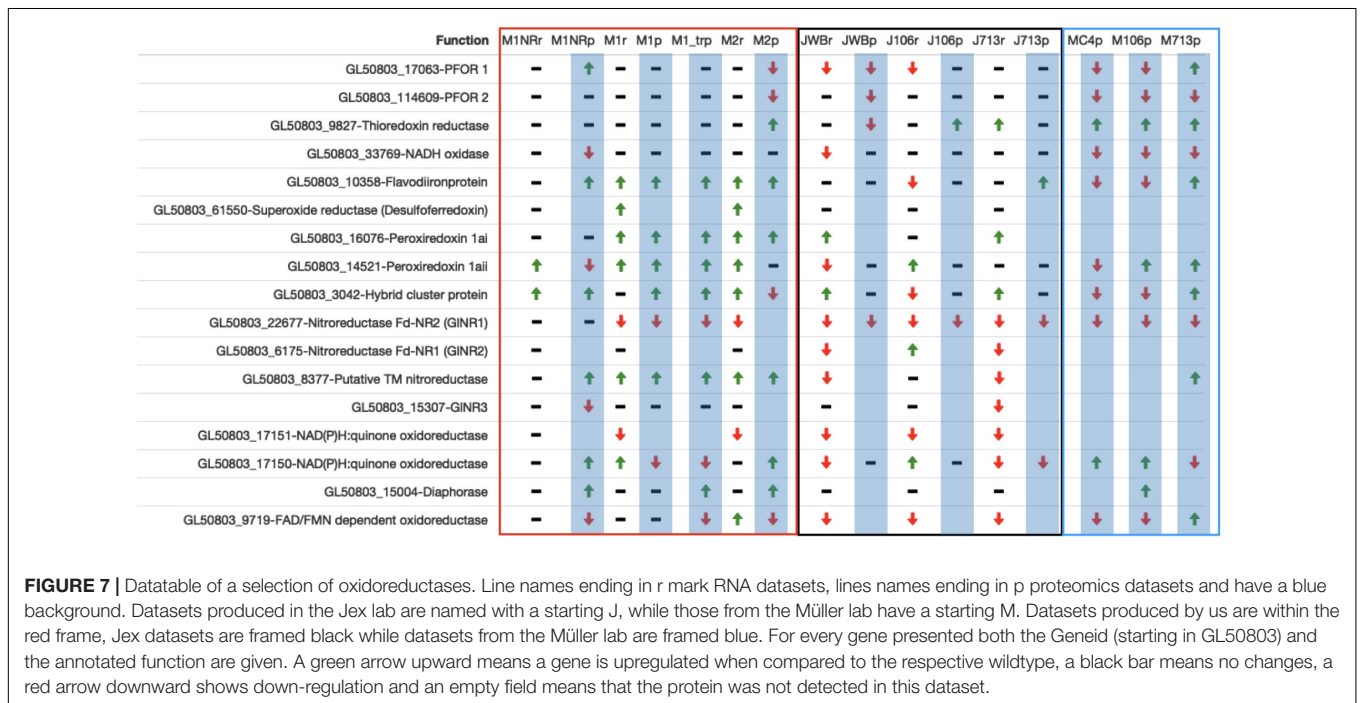 Function M1NRr M1NRp M1r M1p M1_trp M2r M2p JWBr JWBp J106r J106p J713r J713p MC4p M106p M713p
GL50803_17063-PFOR 1
GL50803_114609-PFOR 2
GL50803_9827-Thioredoxin reductase
GL50803_33769-NADH oxidase
GL50803_10358-Flavodiironprotein
GL50803_61550-Superoxide reductase (Desulfoferredoxin)
GL50803_16076-Peroxiredoxin 1ai
GL50803_14521-Peroxiredoxin 1aii
GL50803_3042-Hybrid cluster protein
GL50803_22677-Nitroreductase Fd-NR2 (GlNR1)
GL50803_6175-Nitroreductase Fd-NR1 (GlNR2)
GL50803_8377-Putative TM nitroreductase
GL50803_15307-GlNR3
GL50803_17151-NAD(P)H:quinone oxidoreductase
GL50803_17150-NAD(P)H:quinone oxidoreductase
GL50803_15004-Diaphorase
GL50803_9719-FAD/FMN dependent oxidoreductase
FIGURE 7 | Datatable of a selection of oxidoreductases. Line names ending in r mark RNA datasets, lines names ending in p proteomics datasets and have a blue
background. Datasets produced in the Jex lab are named with a starting J, while those from the Müller lab have a starting M. Datasets produced by us are within the
red frame, Jex datasets are framed black while datasets from the Müller lab are framed blue. For every gene presented both the Geneid (starting in GL50803) and
the annotated function are given. A green arrow upward means a gene is upregulated when compared to the respective wildtype, a black bar means no changes, a
red arrow downward shows down-regulation and an empty field means that the protein was not detected in this dataset.